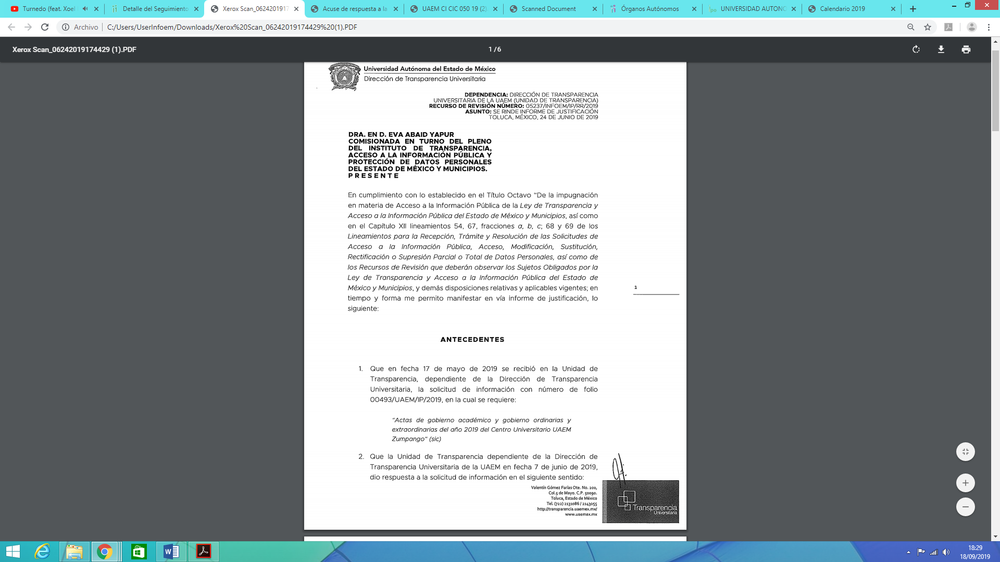 Turnedo (feat. Xoel
Detalle del Seguimiento
Xerox Scan_0624201917
Acuse de respuesta a la
UAEM CI CIC 050 19 (2)
Scanned Document
Órganos Autónomos
UNIVERSIDAD AUTONO
Calendario 2019
Archivo
C:/Users/UserInfoem/Downloads/Xerox%20Scan_06242019174429%20(1).PDF
Xerox Scan_06242019174429 (1).PDF
1 / 6
Universidad Autónoma del Estado de México
Dirección de Transparencia Universitaria
DEPENDENCIA: DIRECCIÓN DE TRANSPARENCIA
UNIVERSITARIA DE LA UAEM (UNIDAD DE TRANSPARENCIA)
RECURSO DE REVISIÓN NÚMERO: 05237/INFOEM/IP/RR/2019
ASUNTO: SE RINDE INFORME DE JUSTIFICACIÓN
TOLUCA, MÉXICO, 24 DE JUNIO DE 2019
DRA. EN D. EVA ABAID YAPUR
COMISIONADA EN TURNO DEL PLENO
DEL INSTITUTO DE TRANSPARENCIA,
ACCESO A LA INFORMACIÓN PÚBLICA Y
PROTECCIÓN DE DATOS PERSONALES
DEL ESTADO DE MÉXICO Y MUNICIPIOS.
P R E S E N T E
En cumplimiento con lo establecido en el Título Octavo “De la impugnación
en materia de Acceso a la Información Pública de la Ley de Transparencia y
Acceso a la Información Pública del Estado de México y Municipios, así como
en el Capítulo XII lineamientos 54, 67, fracciones a, b, c; 68 y 69 de los
Lineamientos para la Recepción, Trámite y Resolución de las Solicitudes de
Acceso a la Información Pública, Acceso, Modificación, Sustitución,
Rectificación o Supresión Parcial o Total de Datos Personales, así como de
los Recursos de Revisión que deberán observar los Sujetos Obligados por la
Ley de Transparencia y Acceso a la Información Pública del Estado de
México y Municipios, y demás disposiciones relativas y aplicables vigentes; en
tiempo y forma me permito manifestar en vía informe de justificación, lo
siguiente:
1
ANTECEDENTES
1. Que en fecha 17 de mayo de 2019 se recibió en la Unidad de
Transparencia, dependiente de la Dirección de Transparencia
Universitaria, la solicitud de información con número de folio
00493/UAEM/IP/2019, en la cual se requiere:
“Actas de gobierno académico y gobierno ordinarias y
extraordinarias del año 2019 del Centro Universitario UAEM
Zumpango” (sic)
2. Que la Unidad de Transparencia dependiente de la Dirección de
Transparencia Universitaria de la UAEM en fecha 7 de junio de 2019,
dio respuesta a la solicitud de información en el siguiente sentido:
Valentín Gómez Farías Ote. No. 200,
Col.5 de Mayo. C.P. 50090.
Toluca, Estado de México
Tel. (722) 2131086 / 2143055
http://transparencia.uaemex.mx/
www.uaemex.mx
Transparencia
Universitaria
18:29
18/09/2019